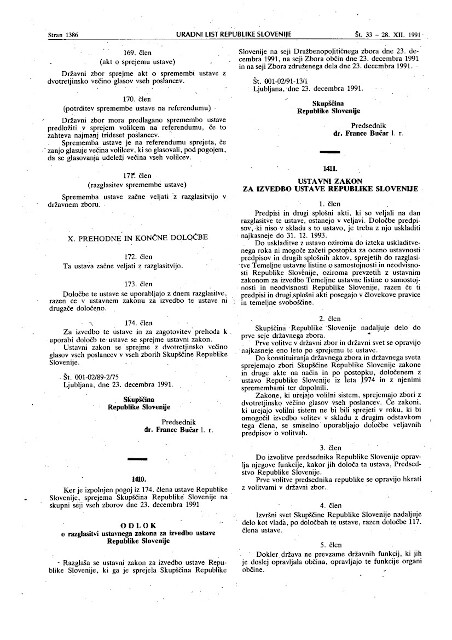 Stran 1386
URADNI LIST REPUBLIKE SLOVENIJE
Št. 33 – 28. XII. 1991
169. člen
(akt o sprejemu ustave)
Državni zbor sprejme akt o spremembi ustave z
dvotretjinsko večino glasov vseh poslancev.
170. člen
(potrditev spremembe ustave na referendumu)
Državni zbor mora predlagano spremembo ustave
predložiti v sprejem volilcem na referendumu, če to
zahteva najmanj trideset poslancev.
Sprememba ustave je na referendumu sprejeta, če
zanjo glasuje večina volilcev, ki so glasovali, pod pogojem,
da se glasovanja udeleži večina vseh volilcev.
171. člen
(razglasitev spremembe ustave)
Sprememba ustave začne veljati z razglasitvijo v
državnem zboru.
X. PREHODNE IN KONČNE DOLOČBE
172. člen
Ta ustava začne veljati z razglasitvijo.
173. člen
Določbe te ustave se uporabljajo z dnem razglasitve,
razen če v ustavnem zakonu za izvedbo te ustave ni
drugače določeno.
174. člen
Za izvedbo te ustave in za zagotovitev prehoda k
uporabi določb te ustave se sprejme ustavni zakon.
Ustavni zakon se sprejme z dvotretjinsko večino
glasov vseh poslancev v vseh zborih Skupščine Republike
Slovenije.
Št. 001-02/89-2/75
Ljubljana, dne 23. decembra 1991.
Skupščina
Republike Slovenije
Predsednik
dr. France Bučar l. r.
1410.
Ker je izpolnjen pogoj iz 174. člena ustave Republike
Slovenije, sprejema Skupščina Republike Slovenije na
skupni seji vseh zborov dne 23. decembra 1991
ODLOK
o razglasitvi ustavnega zakona za izvedbo ustave
Republike Slovenije
Razglaša se ustavni zakon za izvedbo ustave Repu-
blike Slovenije, ki ga je sprejela Skupščina Republike
Slovenije na seji Družbenopolitičnega zbora dne 23. de-
cembra 1991, na seji Zbora občin dne 23. decembra 1991
in na seji Zbora združenega dela dne 23. decembra 1991.
Št. 001-02/91-13/1
Ljubljana, dne 23. decembra 1991.
Skupščina
Republike Slovenije
Predsednik
dr. France Bučar l. r.
1411.
USTAVNI ZAKON
ZA IZVEDBO USTAVE REPUBLIKE SLOVENIJE
1. člen
Predpisi in drugi splošni akti, ki so veljali na dan
razglasitve te ustave, ostanejo v veljavi. Določbe predpi-
sov, ki niso v skladu s to ustavo, je treba z njo uskladiti
najkasneje do 31. 12. 1993.
Do uskladitve z ustavo oziroma do izteka uskladitve-
nega roka ni mogoče začeti postopka za oceno ustavnosti
predpisov in drugih splošnih aktov, sprejetih do razglasi-
tve Temeljne ustavne listine o samostojnosti in neodvisno-
sti Republike Slovenije, oziroma prevzetih z ustavnim
zakonom za izvedbo Temeljne ustavne listine o samostoj-
nosti in neodvisnosti Republike Slovenije, razen če ti
predpisi in drugi splošni akti posegajo v človekove pravice
in temeljne svoboščine.
2. člen
Skupščina Republike Slovenije nadaljuje delo do
prve seje državnega zbora.
Prve volitve v državni zbor in državni svet se opravijo
najkasneje eno leto po sprejemu te ustave.
Do konstituiranja državnega zbora in državnega sveta
sprejemajo zbori Skupščine Republike Slovenije zakone
in druge akte na način in po postopku, določenem z
ustavo Republike Slovenije iz leta 1974 in z njenimi
spremembami ter dopolnili.
Zakone, ki urejajo volilni sistem, sprejemajo zbori z
dvotretjinsko večino glasov vseh poslancev. Če zakoni,
ki urejajo volilni sistem ne bi bili sprejeti v roku, ki bi
omogočil izvedbo volitev v skladu z drugim odstavkom
tega člena, se smiselno uporabljajo določbe veljavnih
predpisov o volitvah.
3. člen
Do izvolitve predsednika Republike Slovenije oprav-
lja njegove funkcije, kakor jih določa ta ustava, Predsed-
stvo Republike Slovenije.
Prve volitve predsednika republike se opravijo hkrati
z volitvami v državni zbor.
4. člen
Izvršni svet Skupščine Republike Slovenije nadaljuje
delo kot vlada, po določbah te ustave, razen določbe 117.
člena ustave.
5. člen
Dokler država ne prevzame državnih funkcij, ki jih
je doslej opravljala občina, opravljajo te funkcije organi
občine.